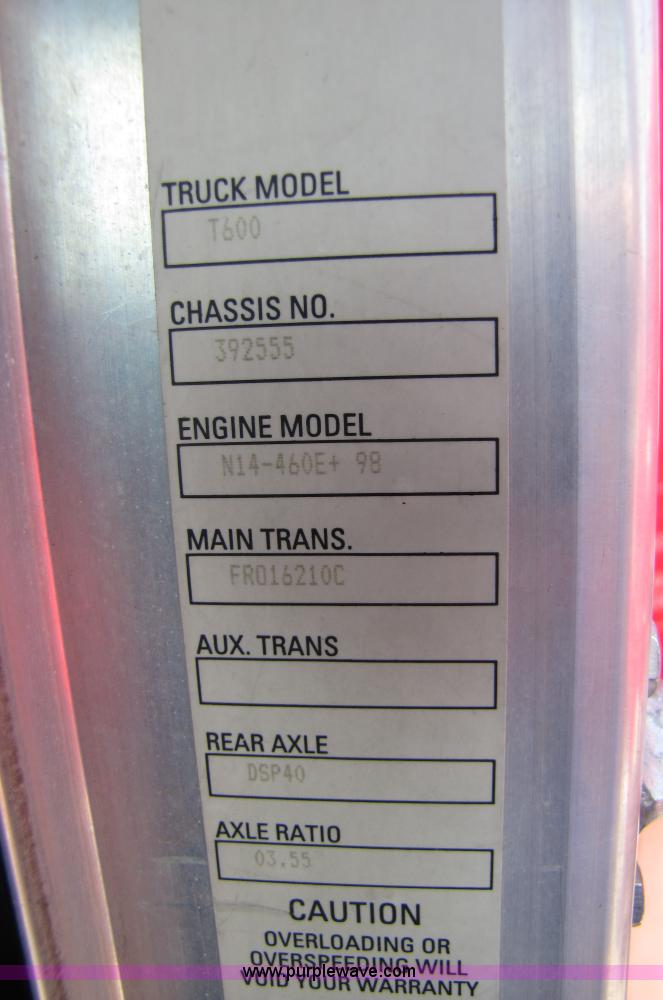 TRUCK MODEL
T600
CHASSIS NO.
392555
ENGINE MODEL
N14-460E+ 98
MAIN TRANS.
FRO16210C
AUX. TRANS
REAR AXLE
DSP40
AXLE RATIO
03.55
CAUTION
OVERLOADING OR
OVERSPEEDING WILL
www.purplewave.com
VOID YOUR WARRANTY